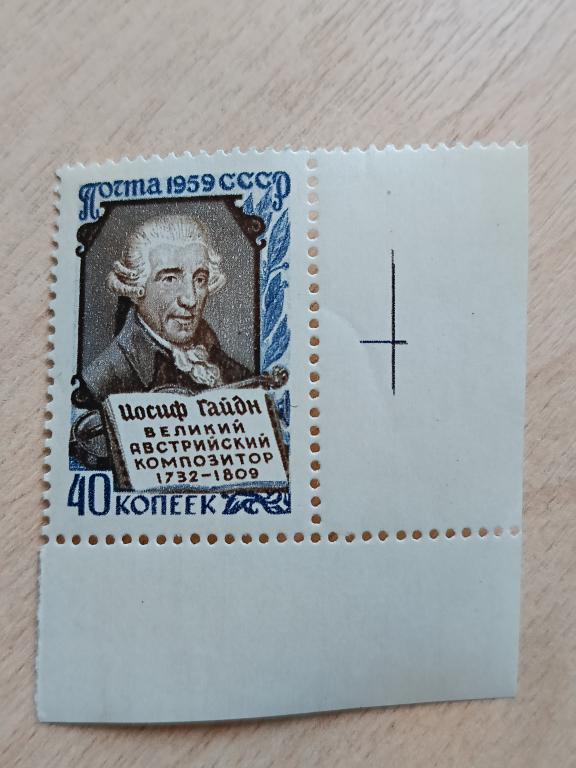 Почта 1959 СССР
Иосиф Гайдн
ВЕЛИКИЙ
АВСТРИЙСКИЙ
КОМПОЗИТОР
1732-1809
40 КОПЕЕК